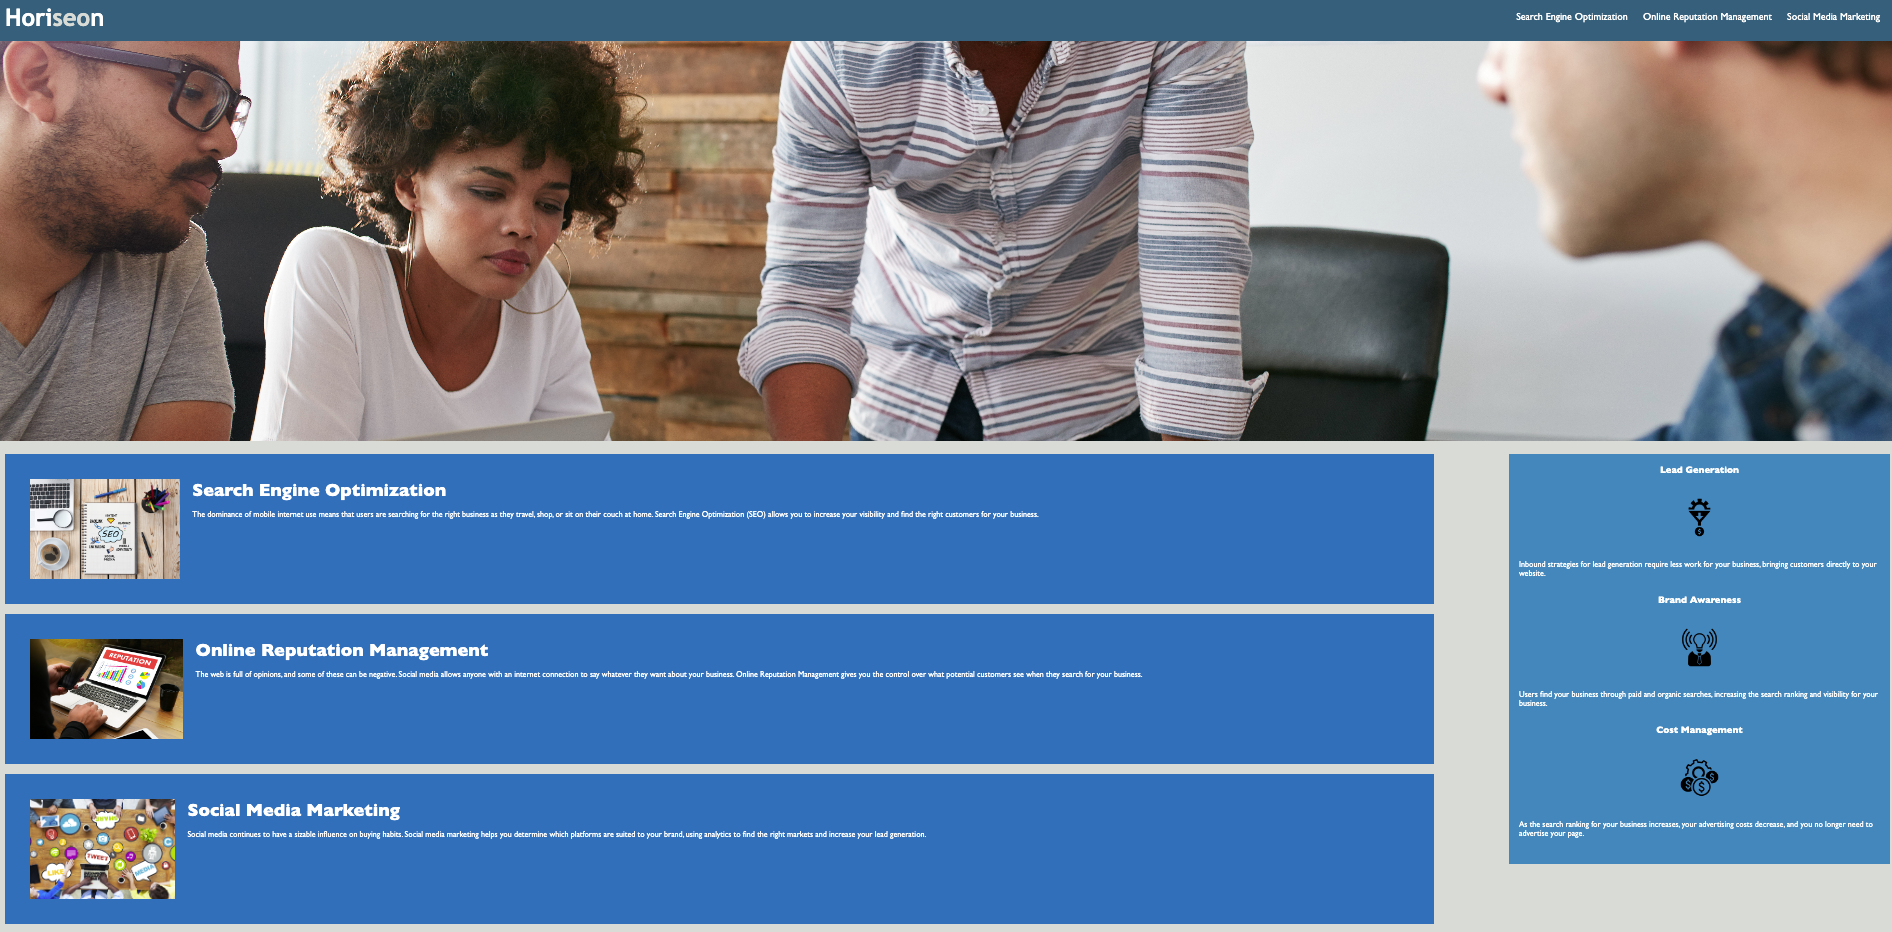 Horiseon
Search Engine Optimization Online Reputation Management Social Media Marketing
Search Engine Optimization
The dominance of mobile internet use means that users are searching for the right business as they travel, shop, or sit on their couch at home. Search Engine Optimization (SEO) allows you to increase your visibility and find the right customers for your business.
SEO
Online Reputation Management
The web is full of opinions, and some of these can be negative. Social media allows anyone with an internet connection to say whatever they want about your business. Online Reputation Management gives you the control over what potential customers see when they search for your business.
REPUTATION
Social Media Marketing
Social media continues to have a sizable influence on buying habits. Social media marketing helps you determine which platforms are suited to your brand, using analytics to find the right markets and increase your lead generation.
TWEET
LIKE
MEDIA
Lead Generation
Inbound strategies for lead generation require less work for your business, bringing customers directly to your
website.
Brand Awareness
Users find your business through paid and organic searches, increasing the search ranking and visibility for your
business.
Cost Management
As the search ranking for your business increases, your advertising costs decrease, and you no longer need to
advertise your page.